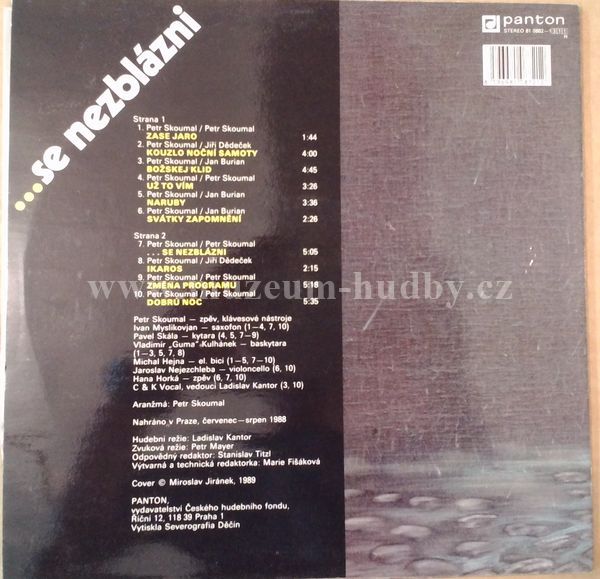 ...se nezblázni
panton
STEREO 81 0882-1
Strana 1
1. Petr Skoumal / Petr Skoumal
ZASE JARO 1:44
2. Petr Skoumal / Jiří Dědeček
KOUZLO NOČNÍ SAMOTY 4:00
3. Petr Skoumal / Jan Burian
BOŽSKEJ KLID 4:45
4. Petr Skoumal / Petr Skoumal
UŽ TO VÍM 3:26
5. Petr Skoumal / Jan Burian
NARUBY 3:36
6. Petr Skoumal / Jan Burian
SVÁTKY ZAPOMNĚNÍ 2:26
Strana 2
7. Petr Skoumal / Petr Skoumal
...SE NEZBLÁZNI 5:05
8. Petr Skoumal / Jiří Dědeček
IKAROS 2:15
9. Petr Skoumal / Petr Skoumal
ZMĚNA PROGRAMU 5:16
10. Petr Skoumal / Petr Skoumal
DOBRŮ NOC 5:35
Petr Skoumal — zpěv, klávesové nástroje
Ivan Myslikovjan — saxofon (1—4, 7, 10)
Pavel Skála — kytara (4, 5, 7—9)
Vladimír „Guma" Kulhánek — baskytara
(1—3, 5, 7, 8)
Michal Hejna — el. bicí (1—5, 7—10)
Jaroslav Nejezchleba — violoncello (6, 10)
Hana Horká — zpěv (6, 7, 10)
C & K Vocal, vedoucí Ladislav Kantor (3, 10)
Aranžmá: Petr Skoumal
Nahráno v Praze, červenec—srpen 1988
Hudební režie: Ladislav Kantor
Zvuková režie: Petr Mayer
Odpovědný redaktor: Stanislav Titzl
Výtvarná a technická redaktorka: Marie Fišáková
Cover © Miroslav Jiránek, 1989
PANTON,
vydavatelství Českého hudebního fondu,
Říční 12, 118 39 Praha 1
Vytiskla Severografia Děčín